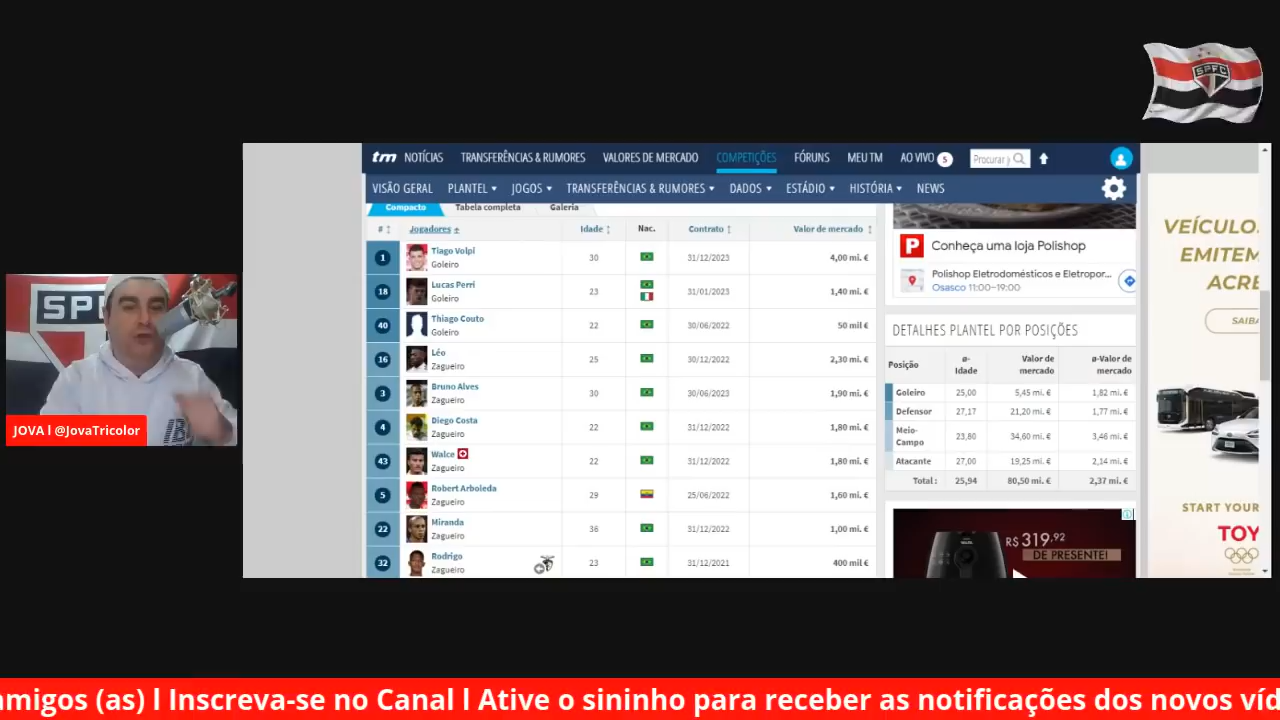 SPFC
tm NOTÍCIAS TRANSFERÊNCIAS & RUMORES VALORES DE MERCADO COMPETIÇÕES FÓRUNS MEU TM AO VIVO 5 Procurar j
VISÃO GERAL PLANTEL JOGOS TRANSFERÊNCIAS & RUMORES DADOS ESTÁDIO HISTÓRIA NEWS
Compacto Tabela completa Galeria
# Jogadores Idade Nac. Contrato Valor de mercado
1 Tiago Volpi 30 31/12/2023 4,00 mi. €
Goleiro
18 Lucas Perri 23 31/01/2023 1,40 mi. €
Goleiro
40 Thiago Couto 22 30/06/2022 50 mil €
Goleiro
16 Léo 25 30/12/2022 2,30 mi. €
Zagueiro
3 Bruno Alves 30 30/06/2023 1,90 mi. €
Zagueiro
4 Diego Costa 22 31/12/2022 1,80 mi. €
Zagueiro
43 Walce 22 31/12/2022 1,80 mi. €
Zagueiro
5 Robert Arboleda 29 25/06/2022 1,60 mi. €
Zagueiro
22 Miranda 36 31/12/2022 1,00 mi. €
Zagueiro
32 Rodrigo 23 31/12/2021 400 mil €
Zagueiro
P Conheça uma loja Polishop
Polishop Eletrodomésticos e Eletropor...
Osasco 11:00–19:00
DETALHES PLANTEL POR POSIÇÕES
Posição ø-Idade Valor de mercado ø-Valor de mercado
Goleiro 25,00 5,45 mi. € 1,82 mi. €
Defensor 27,17 21,20 mi. € 1,77 mi. €
Meio-Campo 23,80 34,60 mi. € 3,46 mi. €
Atacante 27,00 19,25 mi. € 2,14 mi. €
Total : 25,94 80,50 mi. € 2,37 mi. €
R$ 319,92
DE PRESENTE!
VEÍCULO
EMITEM
ACRE
SAIBA
START YOUR
TOY
SPF
JOVA l @JovaTricolor
amigos (as) l Inscreva-se no Canal l Ative o sininho para receber as notificações dos novos víd